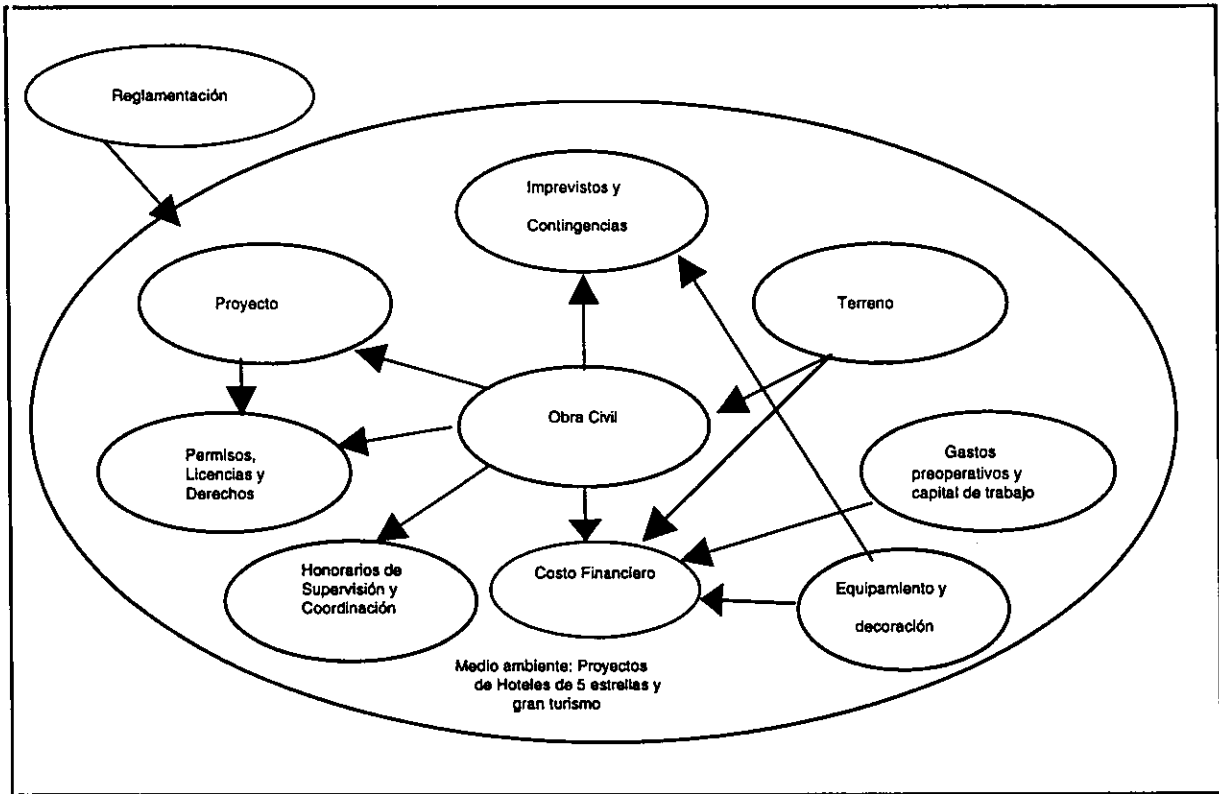 Reglamentación
Imprevistos y
Contingencias
Proyecto
Terreno
Obra Civil
Permisos,
Licencias y
Derechos
Gastos
preoperativos y
capital de trabajo
Honorarios de
Supervisión y
Coordinación
Costo Financiero
Equipamiento y
decoración
Medio ambiente: Proyectos
de Hoteles de 5 estrellas y
gran turismo